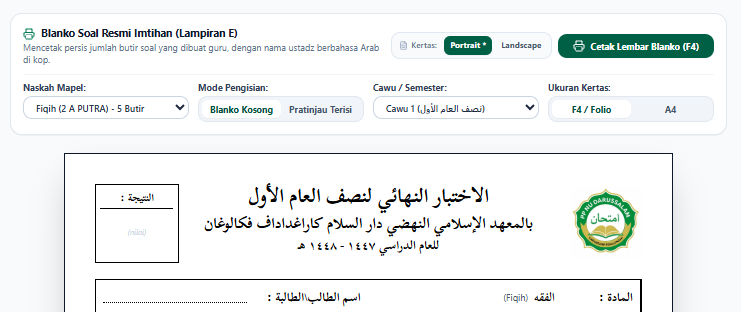 Blanko Soal Resmi Imtihan (Lampiran E)
Mencetak persis jumlah butir soal yang dibuat guru, dengan nama ustadz berbahasa Arab di kop.
Kertas: Portrait * Landscape
Cetak Lembar Blanko (F4)
Naskah Mapel: Mode Pengisian: Cawu / Semester: Ukuran Kertas:
Fiqih (2 A PUTRA) - 5 Butir Blanko Kosong Pratinjau Terisi Cawu 1 (نصف العام الأول) F4 / Folio A4
الاختبار النهائي لنصف العام الأول
بالمعهد الإسلامي النهضي دار السلام كاراغداداف فكالوغان
للعام الدراسي ١٤٤٧ - ١٤٤٨ هـ
النتيجة :
(nilai)
PP NU DARUSSALAM
امتحان
المادة : الفقه (Fiqih) اسم الطالب\الطالبة :